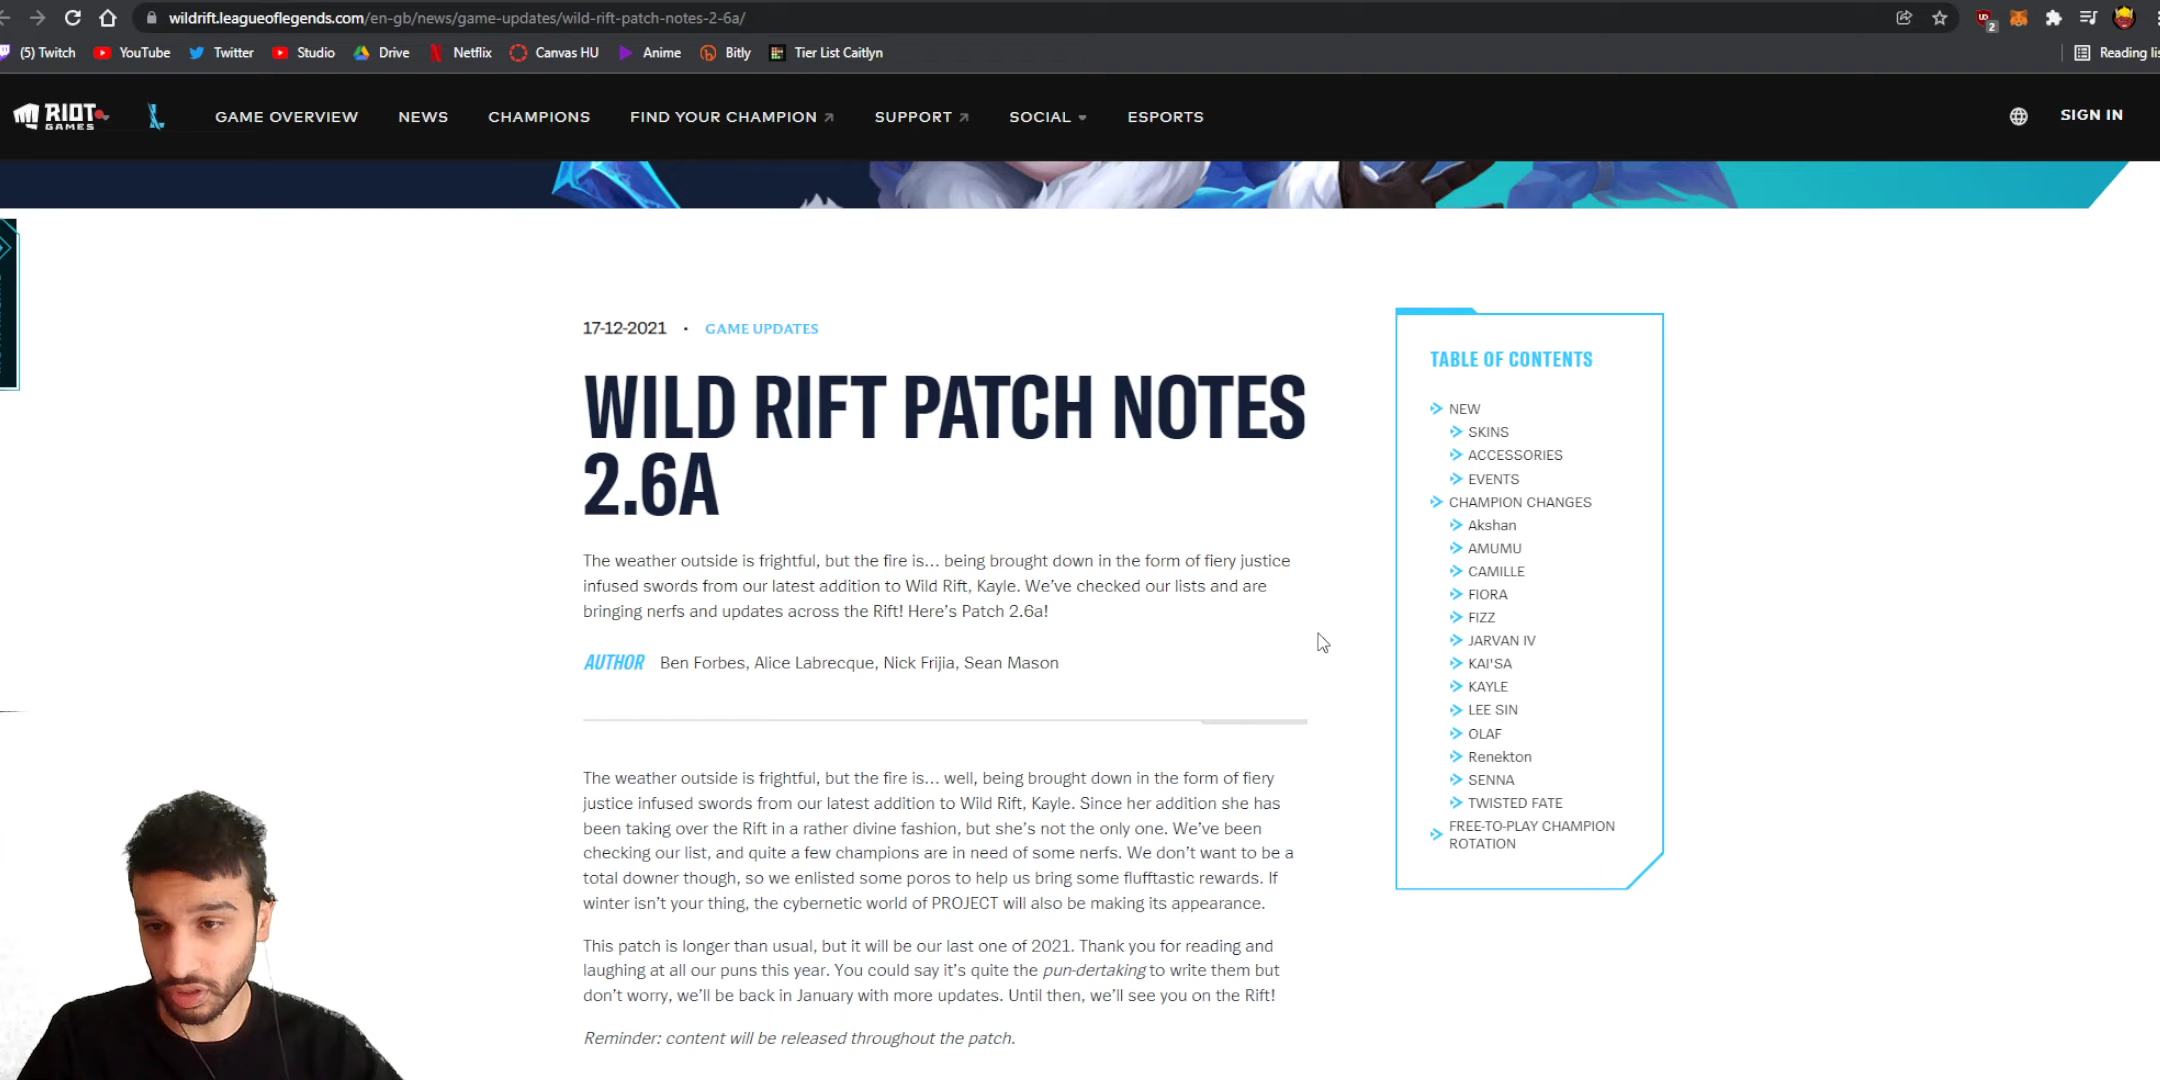 wildrift.leagueoflegends.com/en-gb/news/game-updates/wild-rift-patch-notes-2-6a/
2
(5) Twitch YouTube Twitter Studio Drive Netflix Canvas HU Anime Bitly Tier List Caitlyn
Reading lis
RIOT GAMES
GAME OVERVIEW NEWS CHAMPIONS FIND YOUR CHAMPION SUPPORT SOCIAL ESPORTS
SIGN IN
17-12-2021 • GAME UPDATES
WILD RIFT PATCH NOTES
2.6A
The weather outside is frightful, but the fire is... being brought down in the form of fiery justice
infused swords from our latest addition to Wild Rift, Kayle. We've checked our lists and are
bringing nerfs and updates across the Rift! Here's Patch 2.6a!
AUTHOR Ben Forbes, Alice Labrecque, Nick Frijia, Sean Mason
The weather outside is frightful, but the fire is... well, being brought down in the form of fiery
justice infused swords from our latest addition to Wild Rift, Kayle. Since her addition she has
been taking over the Rift in a rather divine fashion, but she's not the only one. We've been
checking our list, and quite a few champions are in need of some nerfs. We don't want to be a
total downer though, so we enlisted some poros to help us bring some flufftastic rewards. If
winter isn't your thing, the cybernetic world of PROJECT will also be making its appearance.
This patch is longer than usual, but it will be our last one of 2021. Thank you for reading and
laughing at all our puns this year. You could say it's quite the pun-dertaking to write them but
don't worry, we'll be back in January with more updates. Until then, we'll see you on the Rift!
Reminder: content will be released throughout the patch.
TABLE OF CONTENTS
NEW
SKINS
ACCESSORIES
EVENTS
CHAMPION CHANGES
Akshan
AMUMU
CAMILLE
FIORA
FIZZ
JARVAN IV
KAI'SA
KAYLE
LEE SIN
OLAF
Renekton
SENNA
TWISTED FATE
FREE-TO-PLAY CHAMPION
ROTATION